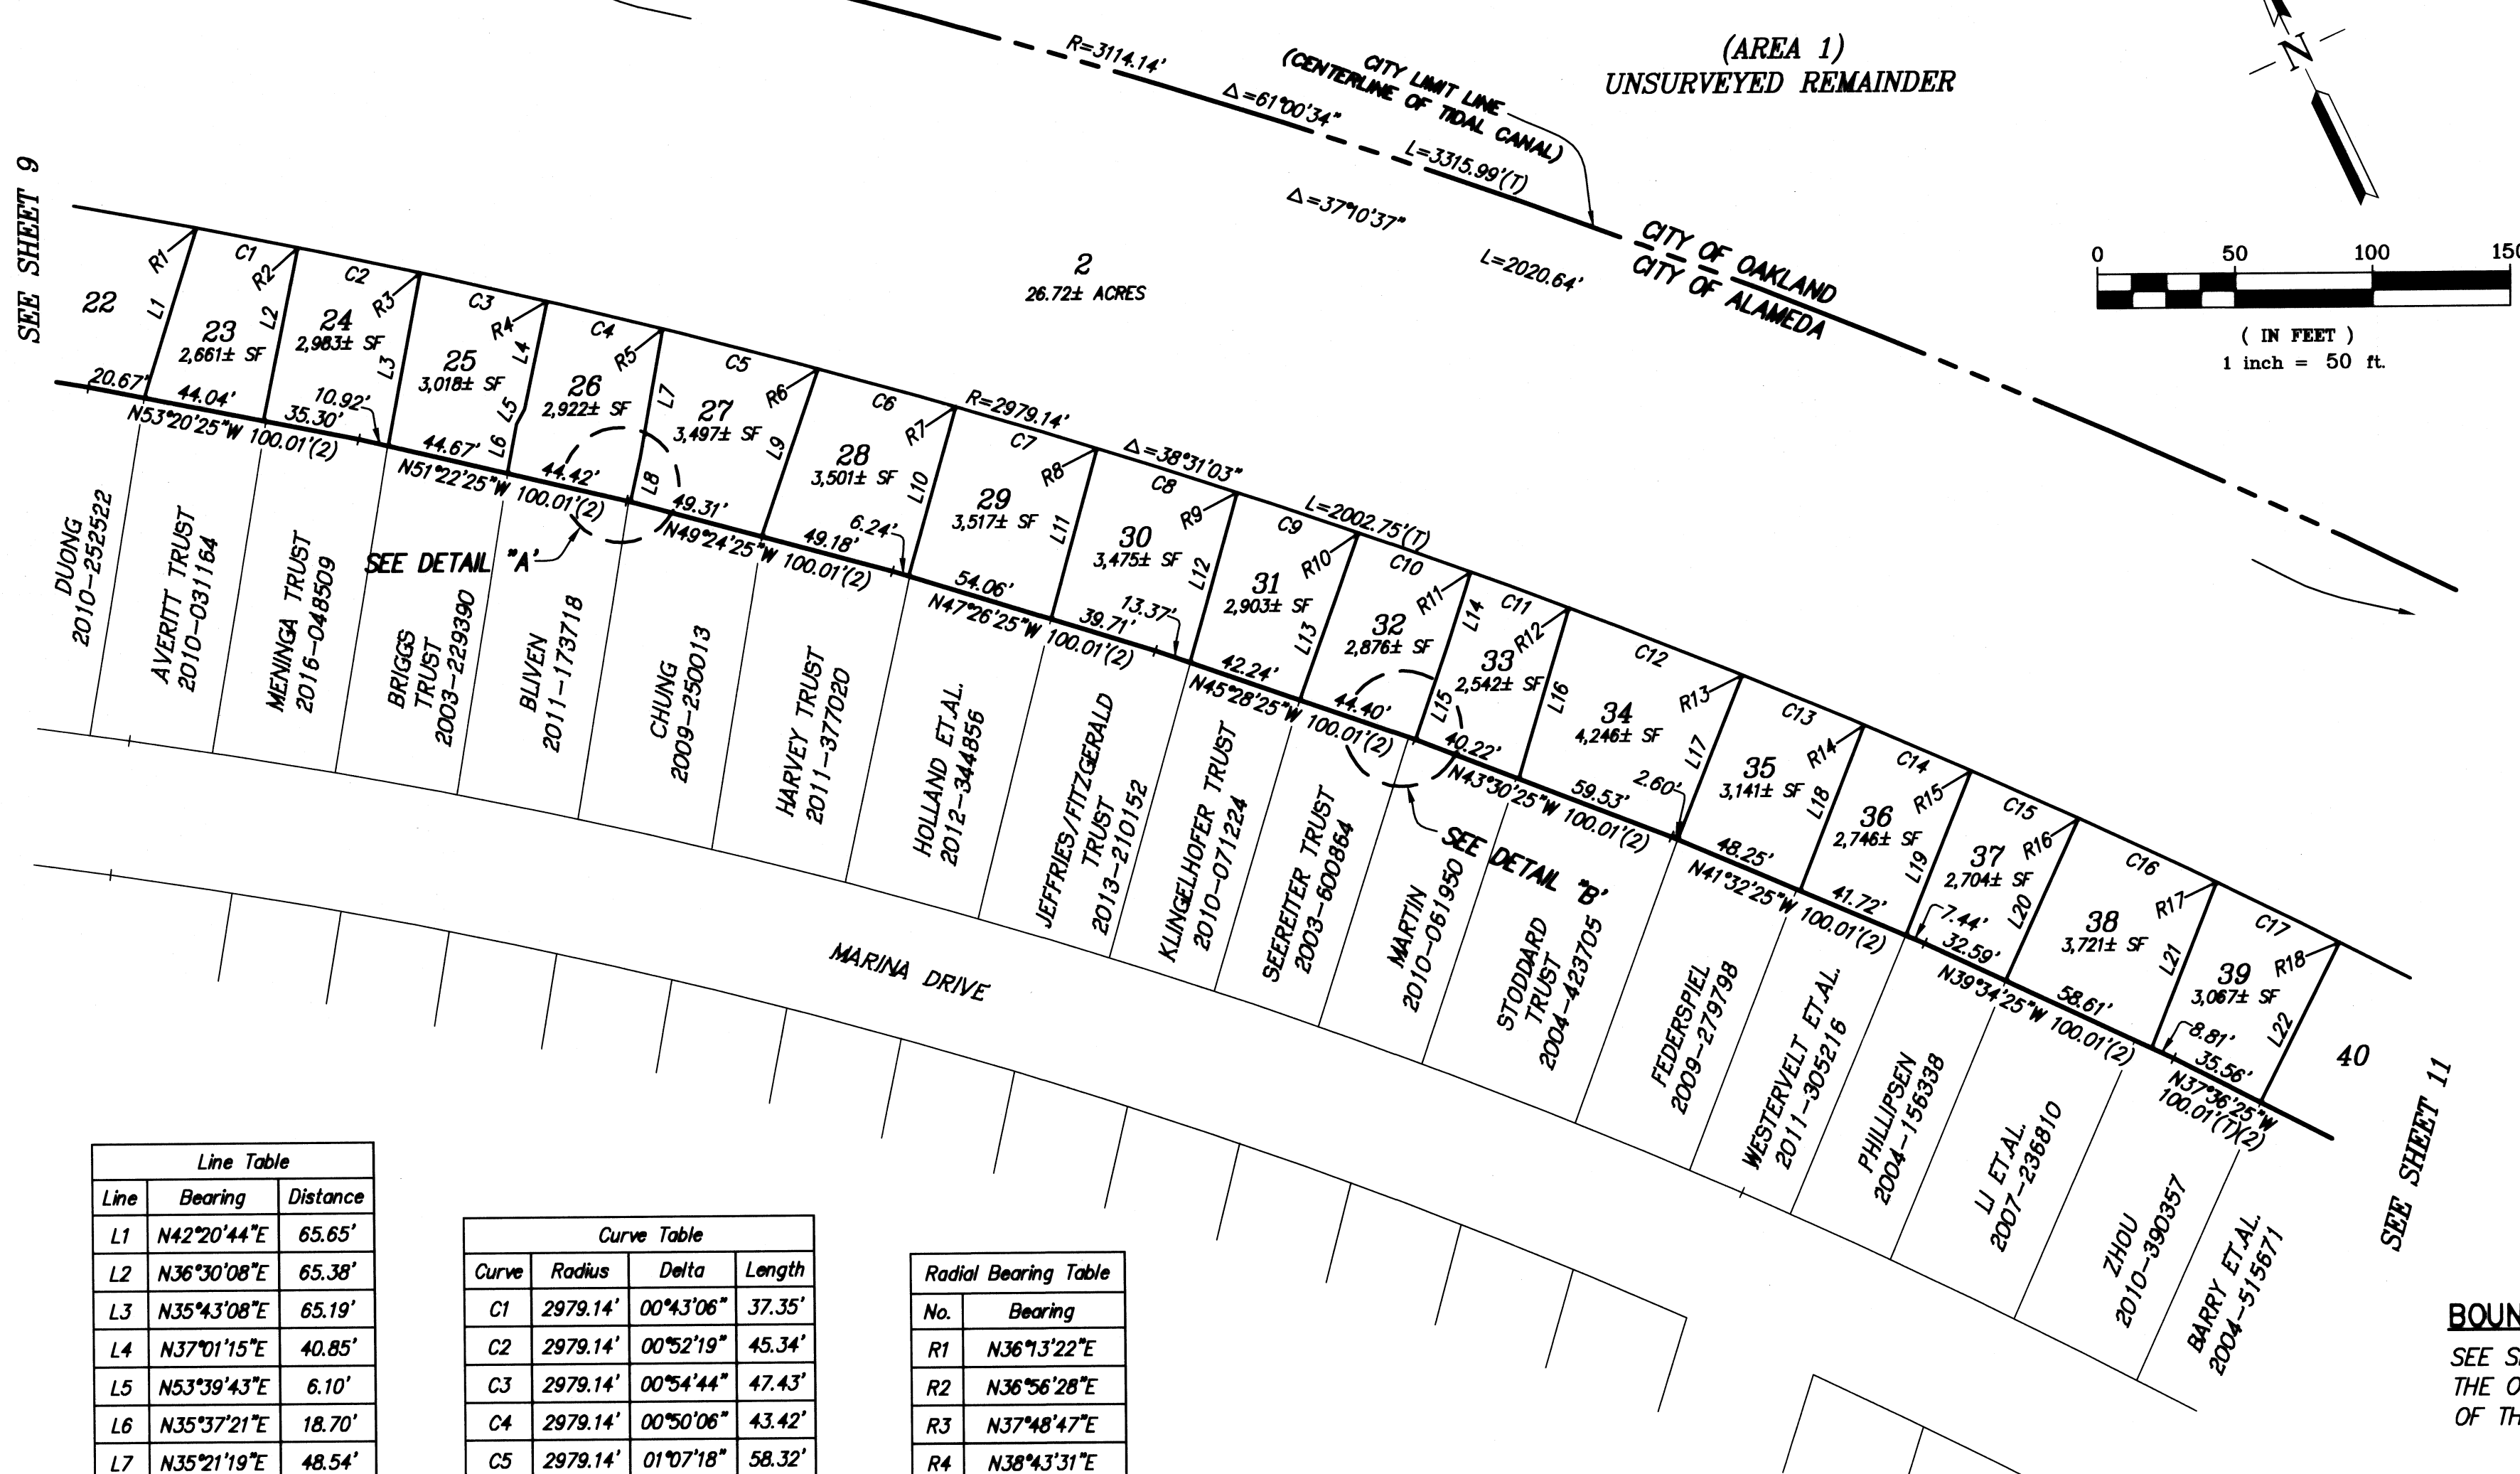 (AREA 1)
UNSURVEYED REMAINDER
R=3114.14'
Δ=61°00'34"
L=3315.99'(T)
CITY LIMIT LINE
(CENTERLINE OF TIDAL CANAL)
Δ=37°10'37"
L=2020.64'
CITY OF OAKLAND
CITY OF ALAMEDA
N
0 50 100 150
( IN FEET )
1 inch = 50 ft.
SEE SHEET 9
2
26.72± ACRES
R=2979.14'
Δ=38°31'03"
L=2002.75'(T)
22
R1
L1
20.67'
C1
23
2,661± SF
44.04'
R2
L2
C2
24
2,983± SF
35.30'
10.92'
R3
L3
C3
25
3,018± SF
44.67'
R4
L4
L5
L6
C4
26
2,922± SF
44.42'
R5
L7
L8
C5
27
3,497± SF
49.31'
R6
L9
C6
28
3,501± SF
49.18'
6.24'
R7
L10
C7
29
3,517± SF
54.06'
R8
L11
C8
30
3,475± SF
39.71'
13.37'
R9
L12
C9
31
2,903± SF
42.24'
R10
L13
C10
32
2,876± SF
44.40'
R11
L14
L15
C11
33
2,542± SF
40.22'
R12
L16
C12
34
4,246± SF
59.53'
2.60'
R13
L17
C13
35
3,141± SF
48.25'
R14
L18
C14
36
2,746± SF
41.72'
R15
L19
C15
37
2,704± SF
7.44'
32.59'
R16
L20
C16
38
3,721± SF
58.61'
R17
L21
C17
39
3,067± SF
8.81'
35.56'
R18
L22
40
SEE SHEET 11
N53°20'25"W 100.01'(2)
N51°22'25"W 100.01'(2)
N49°24'25"W 100.01'(2)
N47°26'25"W 100.01'(2)
N45°28'25"W 100.01'(2)
N43°30'25"W 100.01'(2)
N41°32'25"W 100.01'(2)
N39°34'25"W 100.01'(2)
N37°36'25"W
100.01'(T)(2)
SEE DETAIL "A'
SEE DETAIL "B'
DUONG
2010-252522
AVERITT TRUST
2010-031164
MENINGA TRUST
2016-048509
BRIGGS
TRUST
2003-229390
BLIVEN
2011-173718
CHUNG
2009-250013
HARVEY TRUST
2011-377020
HOLLAND ET.AL.
2012-344856
JEFFRIES/FITZGERALD
TRUST
2013-210152
KLINGELHOFER TRUST
2010-071224
SEEREITER TRUST
2003-600864
MARTIN
2010-061950
STODDARD
TRUST
2004-423705
FEDERSPIEL
2009-279798
WESTERVELT ET.AL.
2011-305216
PHILLIPSEN
2004-156338
LI ET.AL.
2007-236810
ZHOU
2010-390357
BARRY ET.AL.
2004-515671
MARINA DRIVE
Line Table
Line Bearing Distance
L1 N42°20'44"E 65.65'
L2 N36°30'08"E 65.38'
L3 N35°43'08"E 65.19'
L4 N37°01'15"E 40.85'
L5 N53°39'43"E 6.10'
L6 N35°37'21"E 18.70'
L7 N35°21'19"E 48.54'
Curve Table
Curve Radius Delta Length
C1 2979.14' 00°43'06" 37.35'
C2 2979.14' 00°52'19" 45.34'
C3 2979.14' 00°54'44" 47.43'
C4 2979.14' 00°50'06" 43.42'
C5 2979.14' 01°07'18" 58.32'
Radial Bearing Table
No. Bearing
R1 N36°13'22"E
R2 N36°56'28"E
R3 N37°48'47"E
R4 N38°43'31"E
BOUN
SEE S
THE O
OF TH